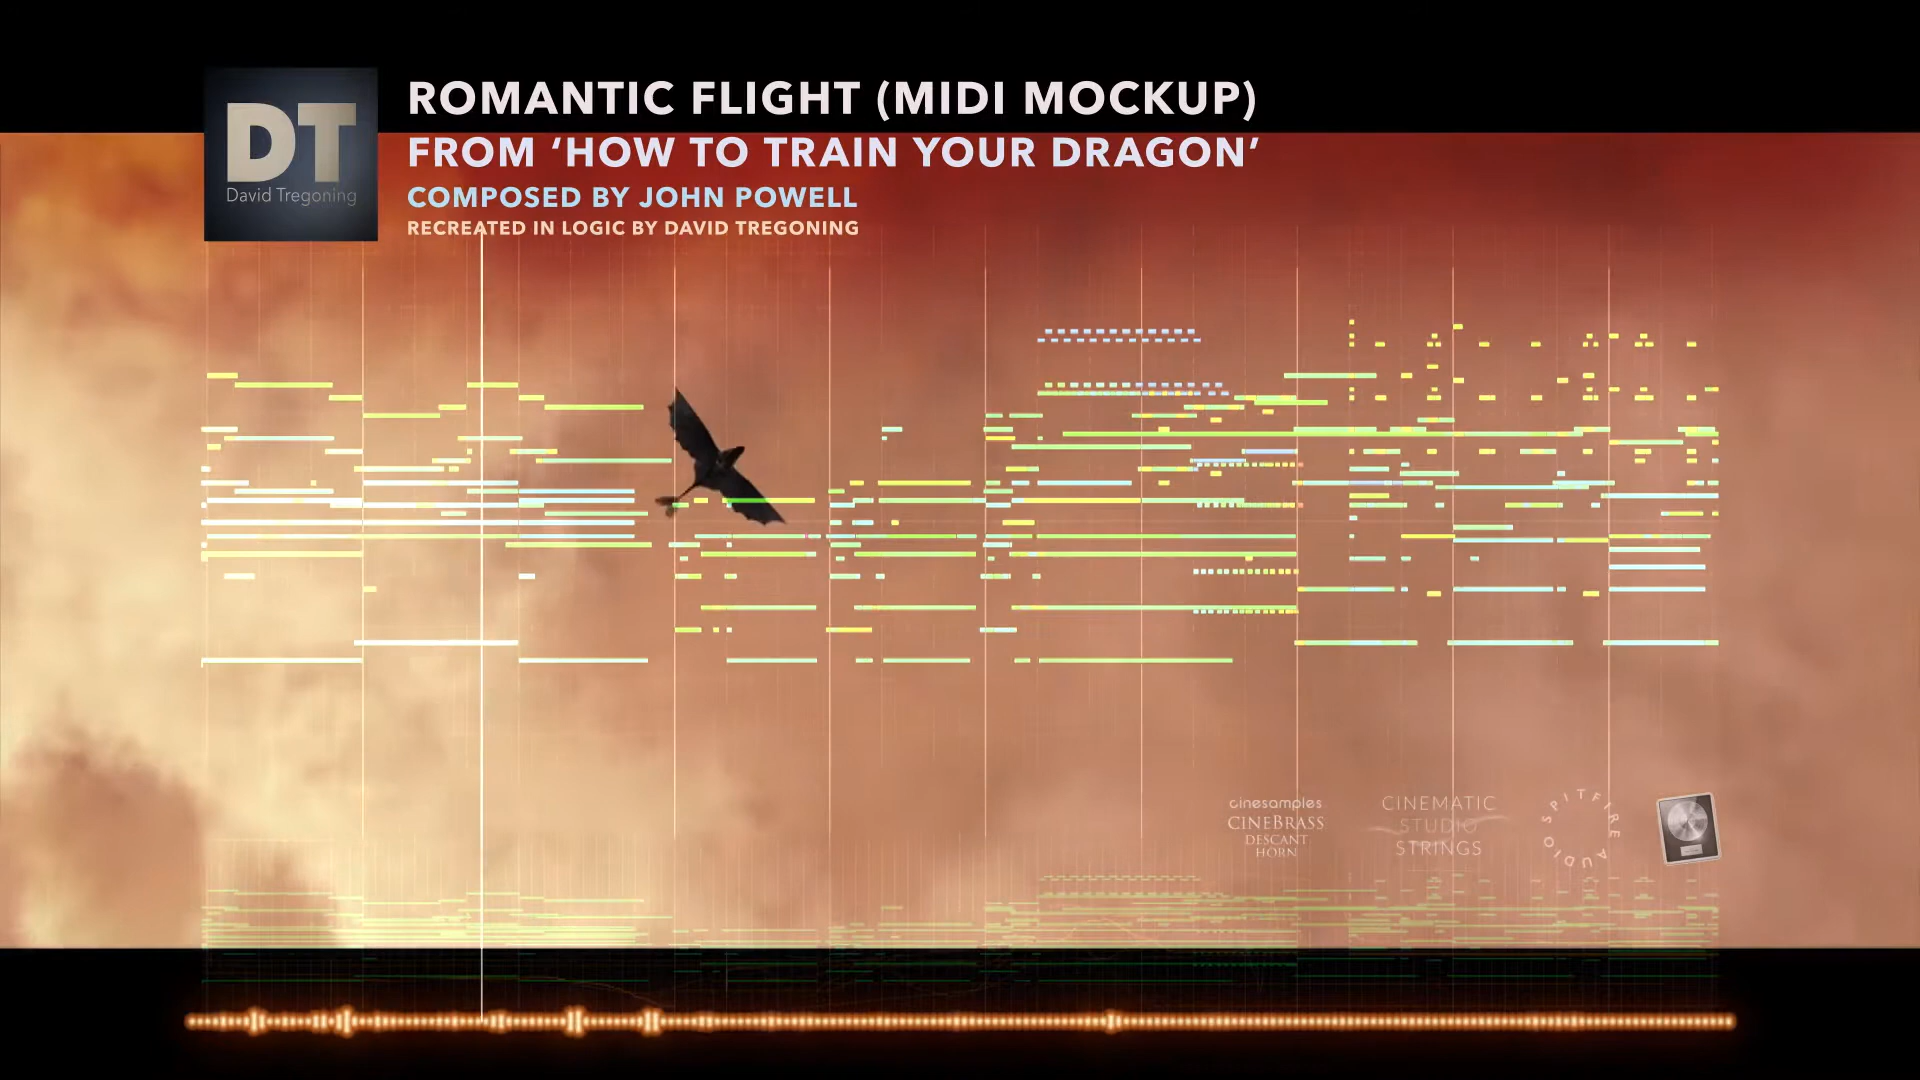 DT
David Tregoning
ROMANTIC FLIGHT (MIDI MOCKUP)
FROM ‘HOW TO TRAIN YOUR DRAGON’
COMPOSED BY JOHN POWELL
RECREATED IN LOGIC BY DAVID TREGONING
cinesamples
CINEBRASS
DESCANT
HORN
CINEMATIC
STUDIO
STRINGS
SPITFIRE AUDIO